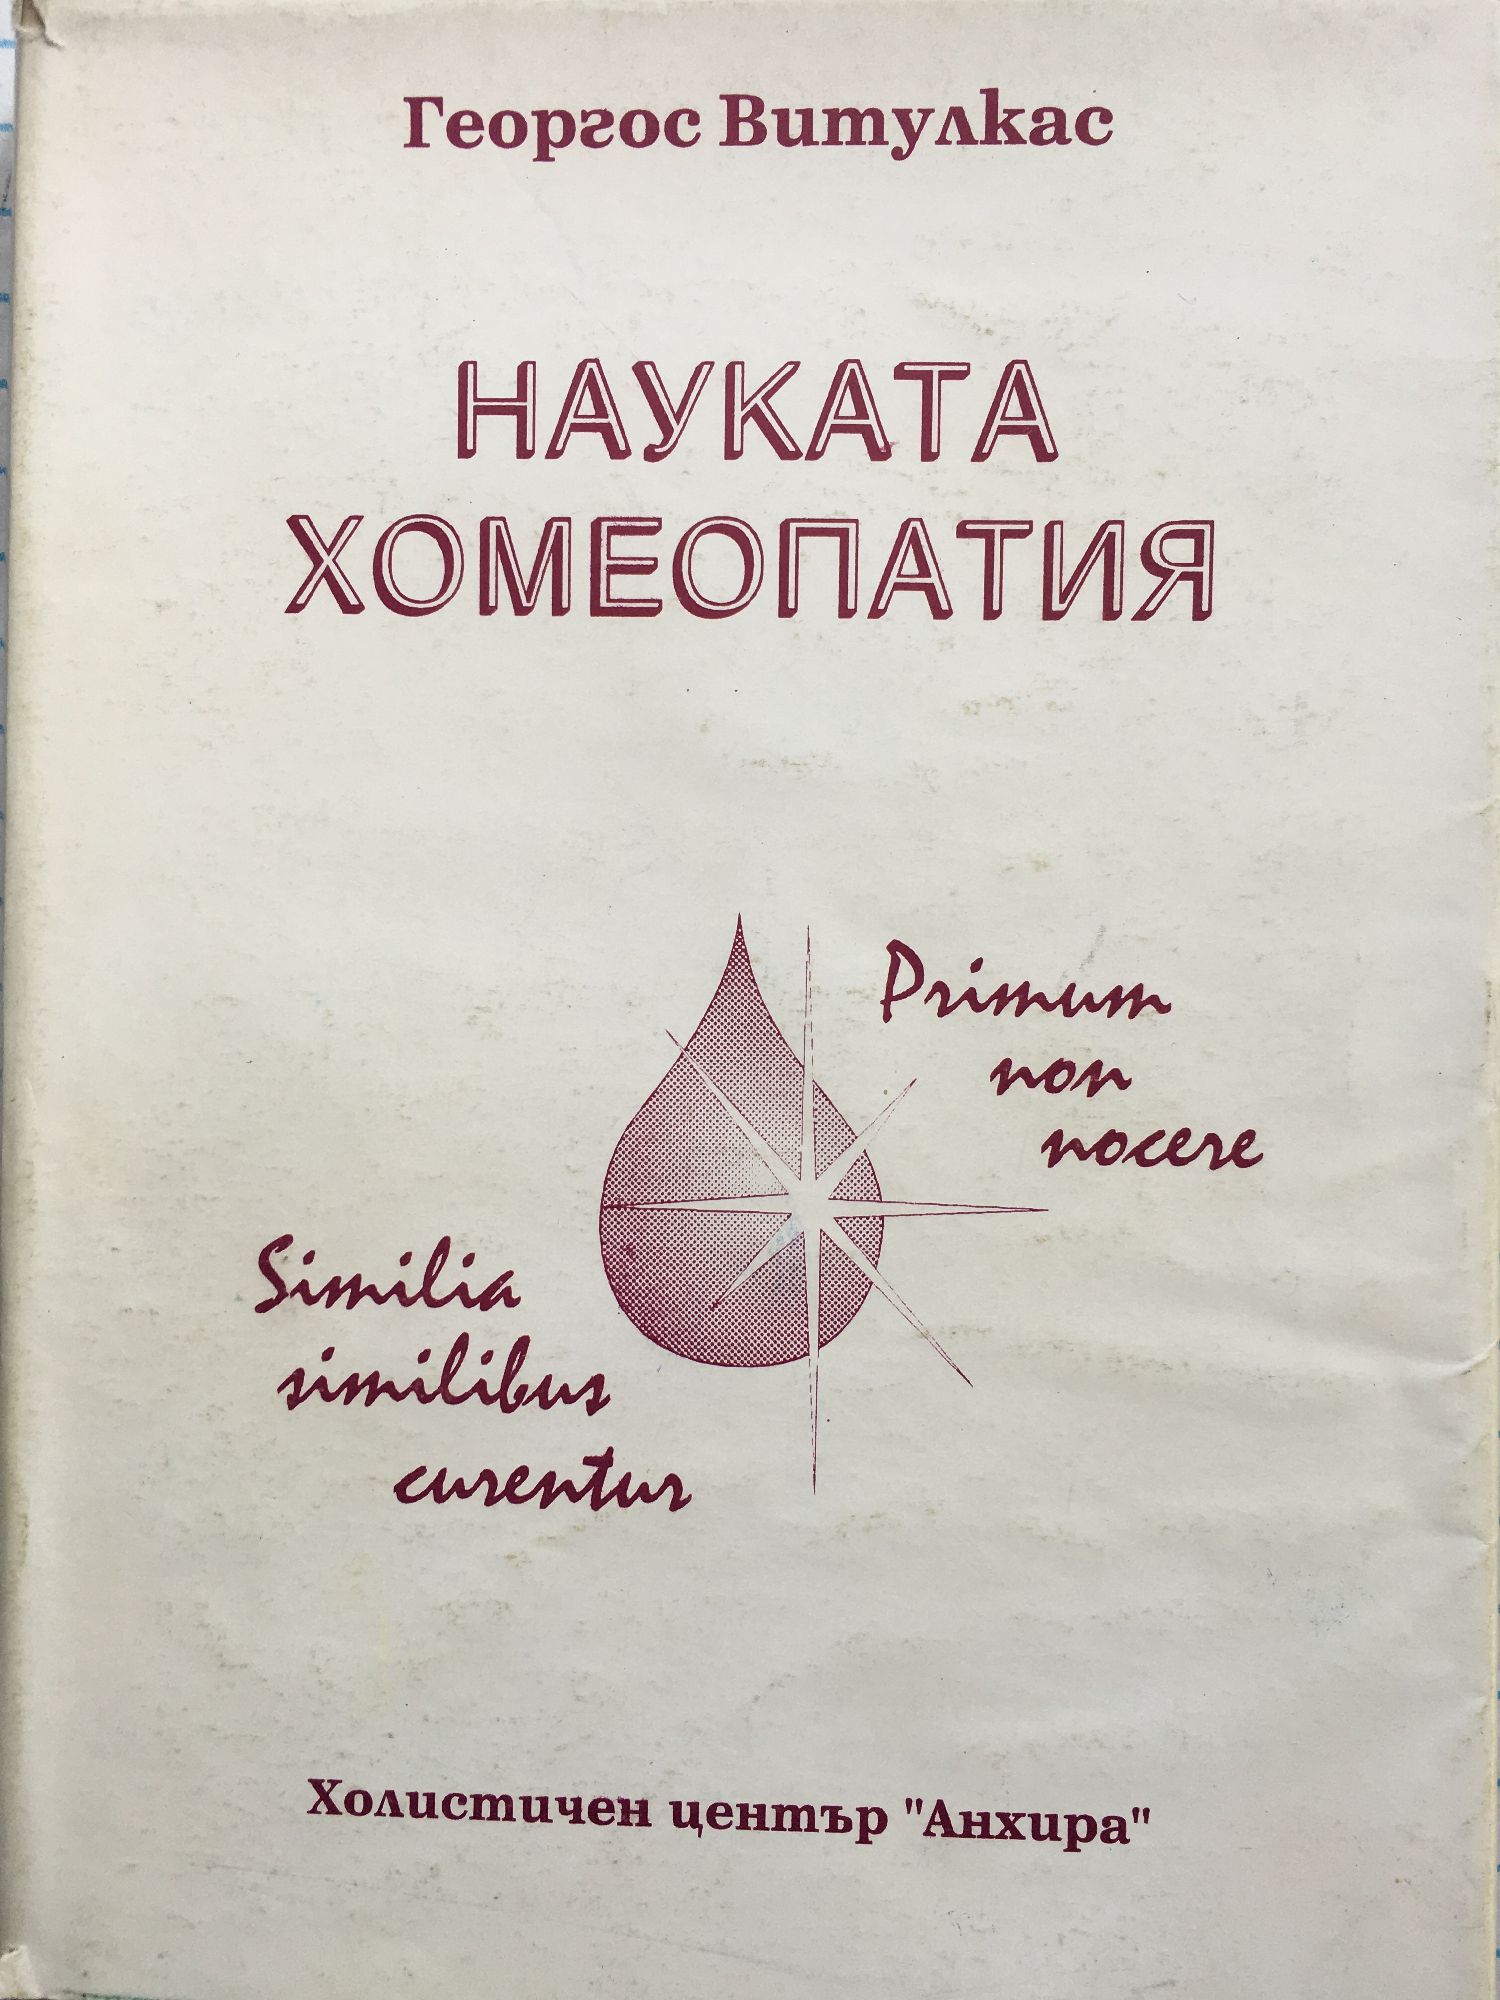 Георгос Витулкас
НАУКАТА
ХОМЕОПАТИЯ
Primum
non
nocere
Similia
similibus
curentur
Холистичен център "Анхира"